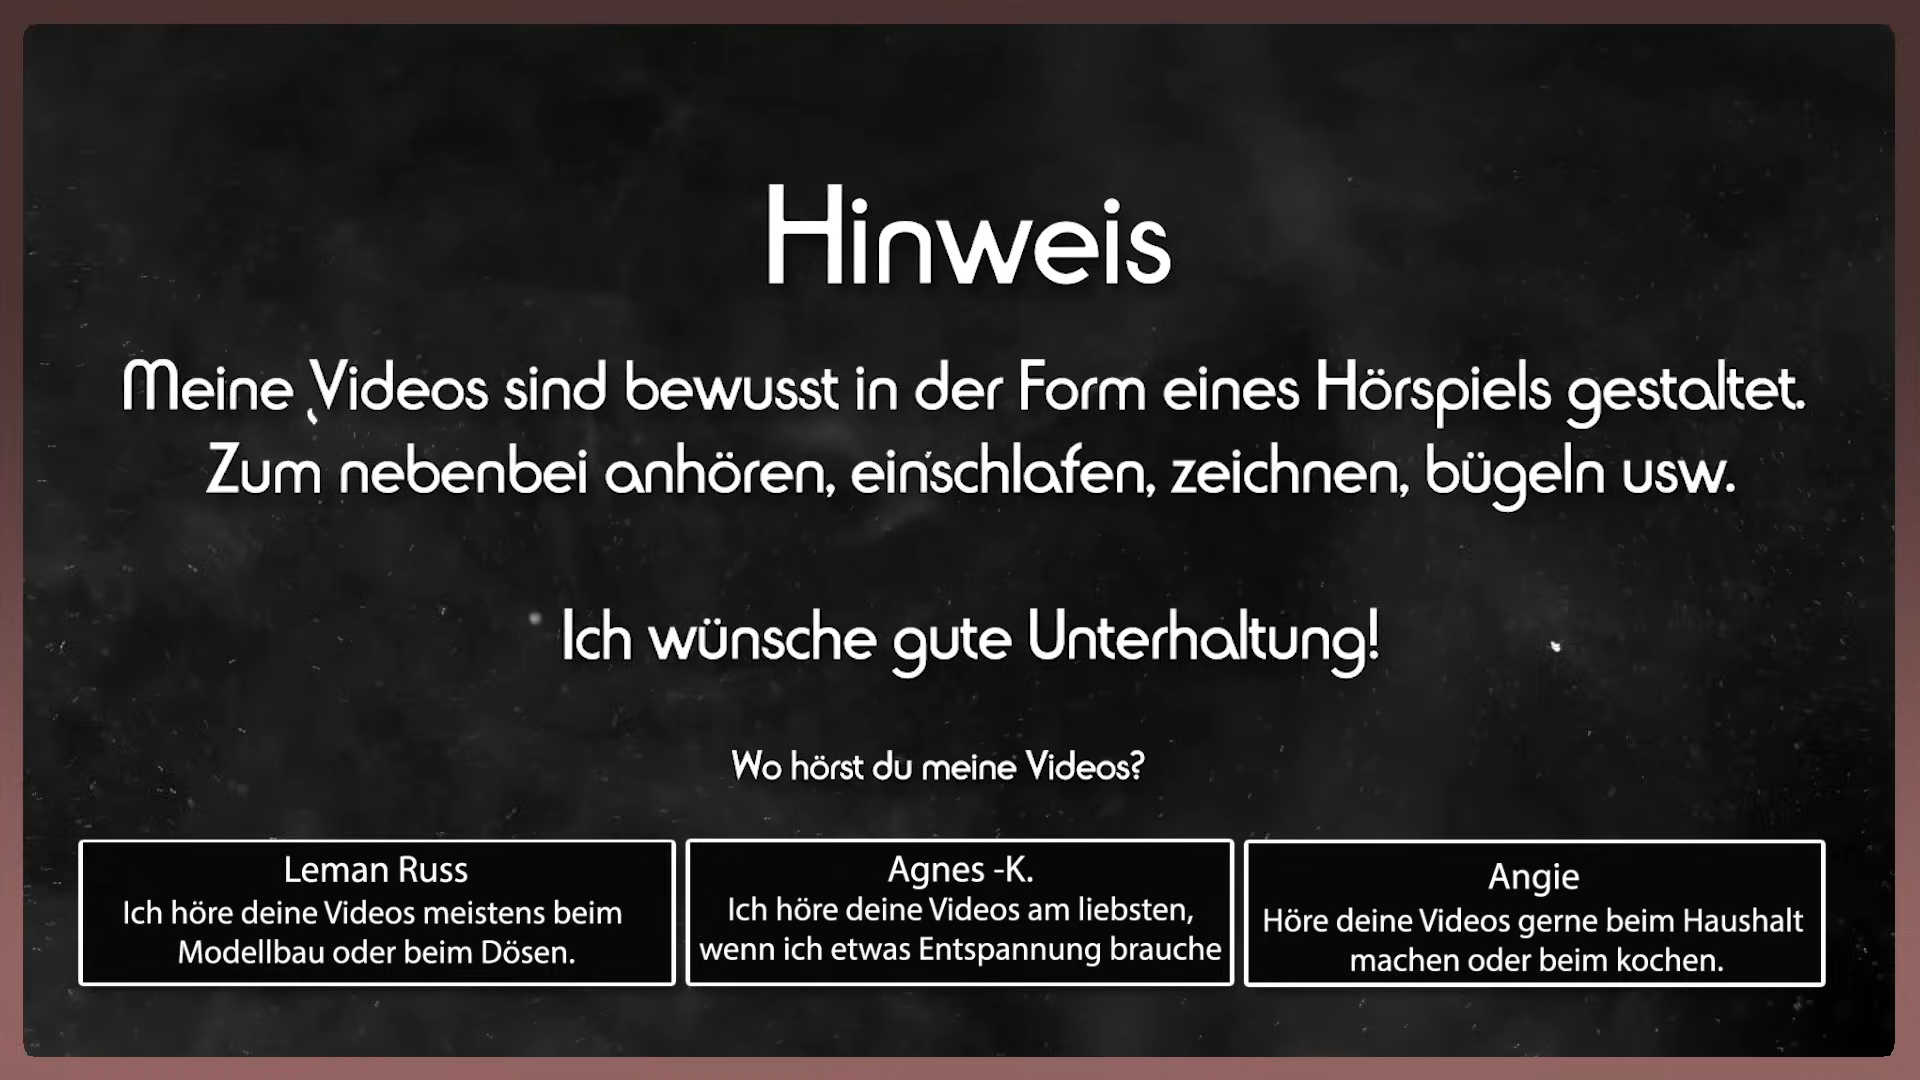 Hinweis
Meine Videos sind bewusst in der Form eines Hörspiels gestaltet.
Zum nebenbei anhören, einschlafen, zeichnen, bügeln usw.
Ich wünsche gute Unterhaltung!
Wo hörst du meine Videos?
Leman Russ
Ich höre deine Videos meistens beim
Modellbau oder beim Dösen.
Agnes -K.
Ich höre deine Videos am liebsten,
wenn ich etwas Entspannung brauche
Angie
Höre deine Videos gerne beim Haushalt
machen oder beim kochen.